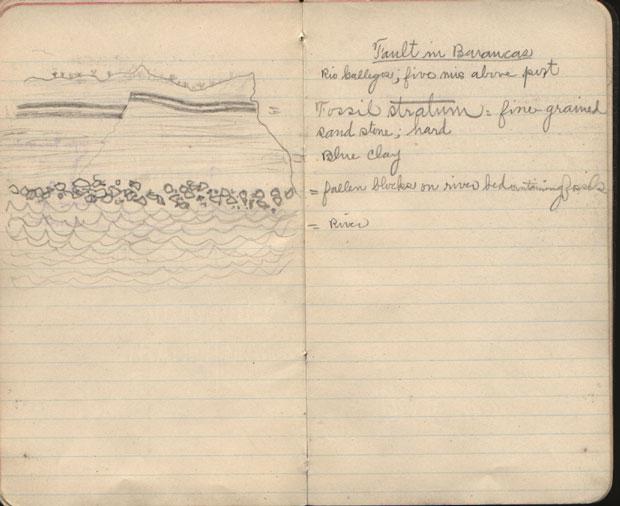 Fault in Barancas
Rio Gallegos; five mis above port
Fossil stratum = fine grained
sand stone; hard
Blue clay
= fallen blocks on river bed containing fossils
= River